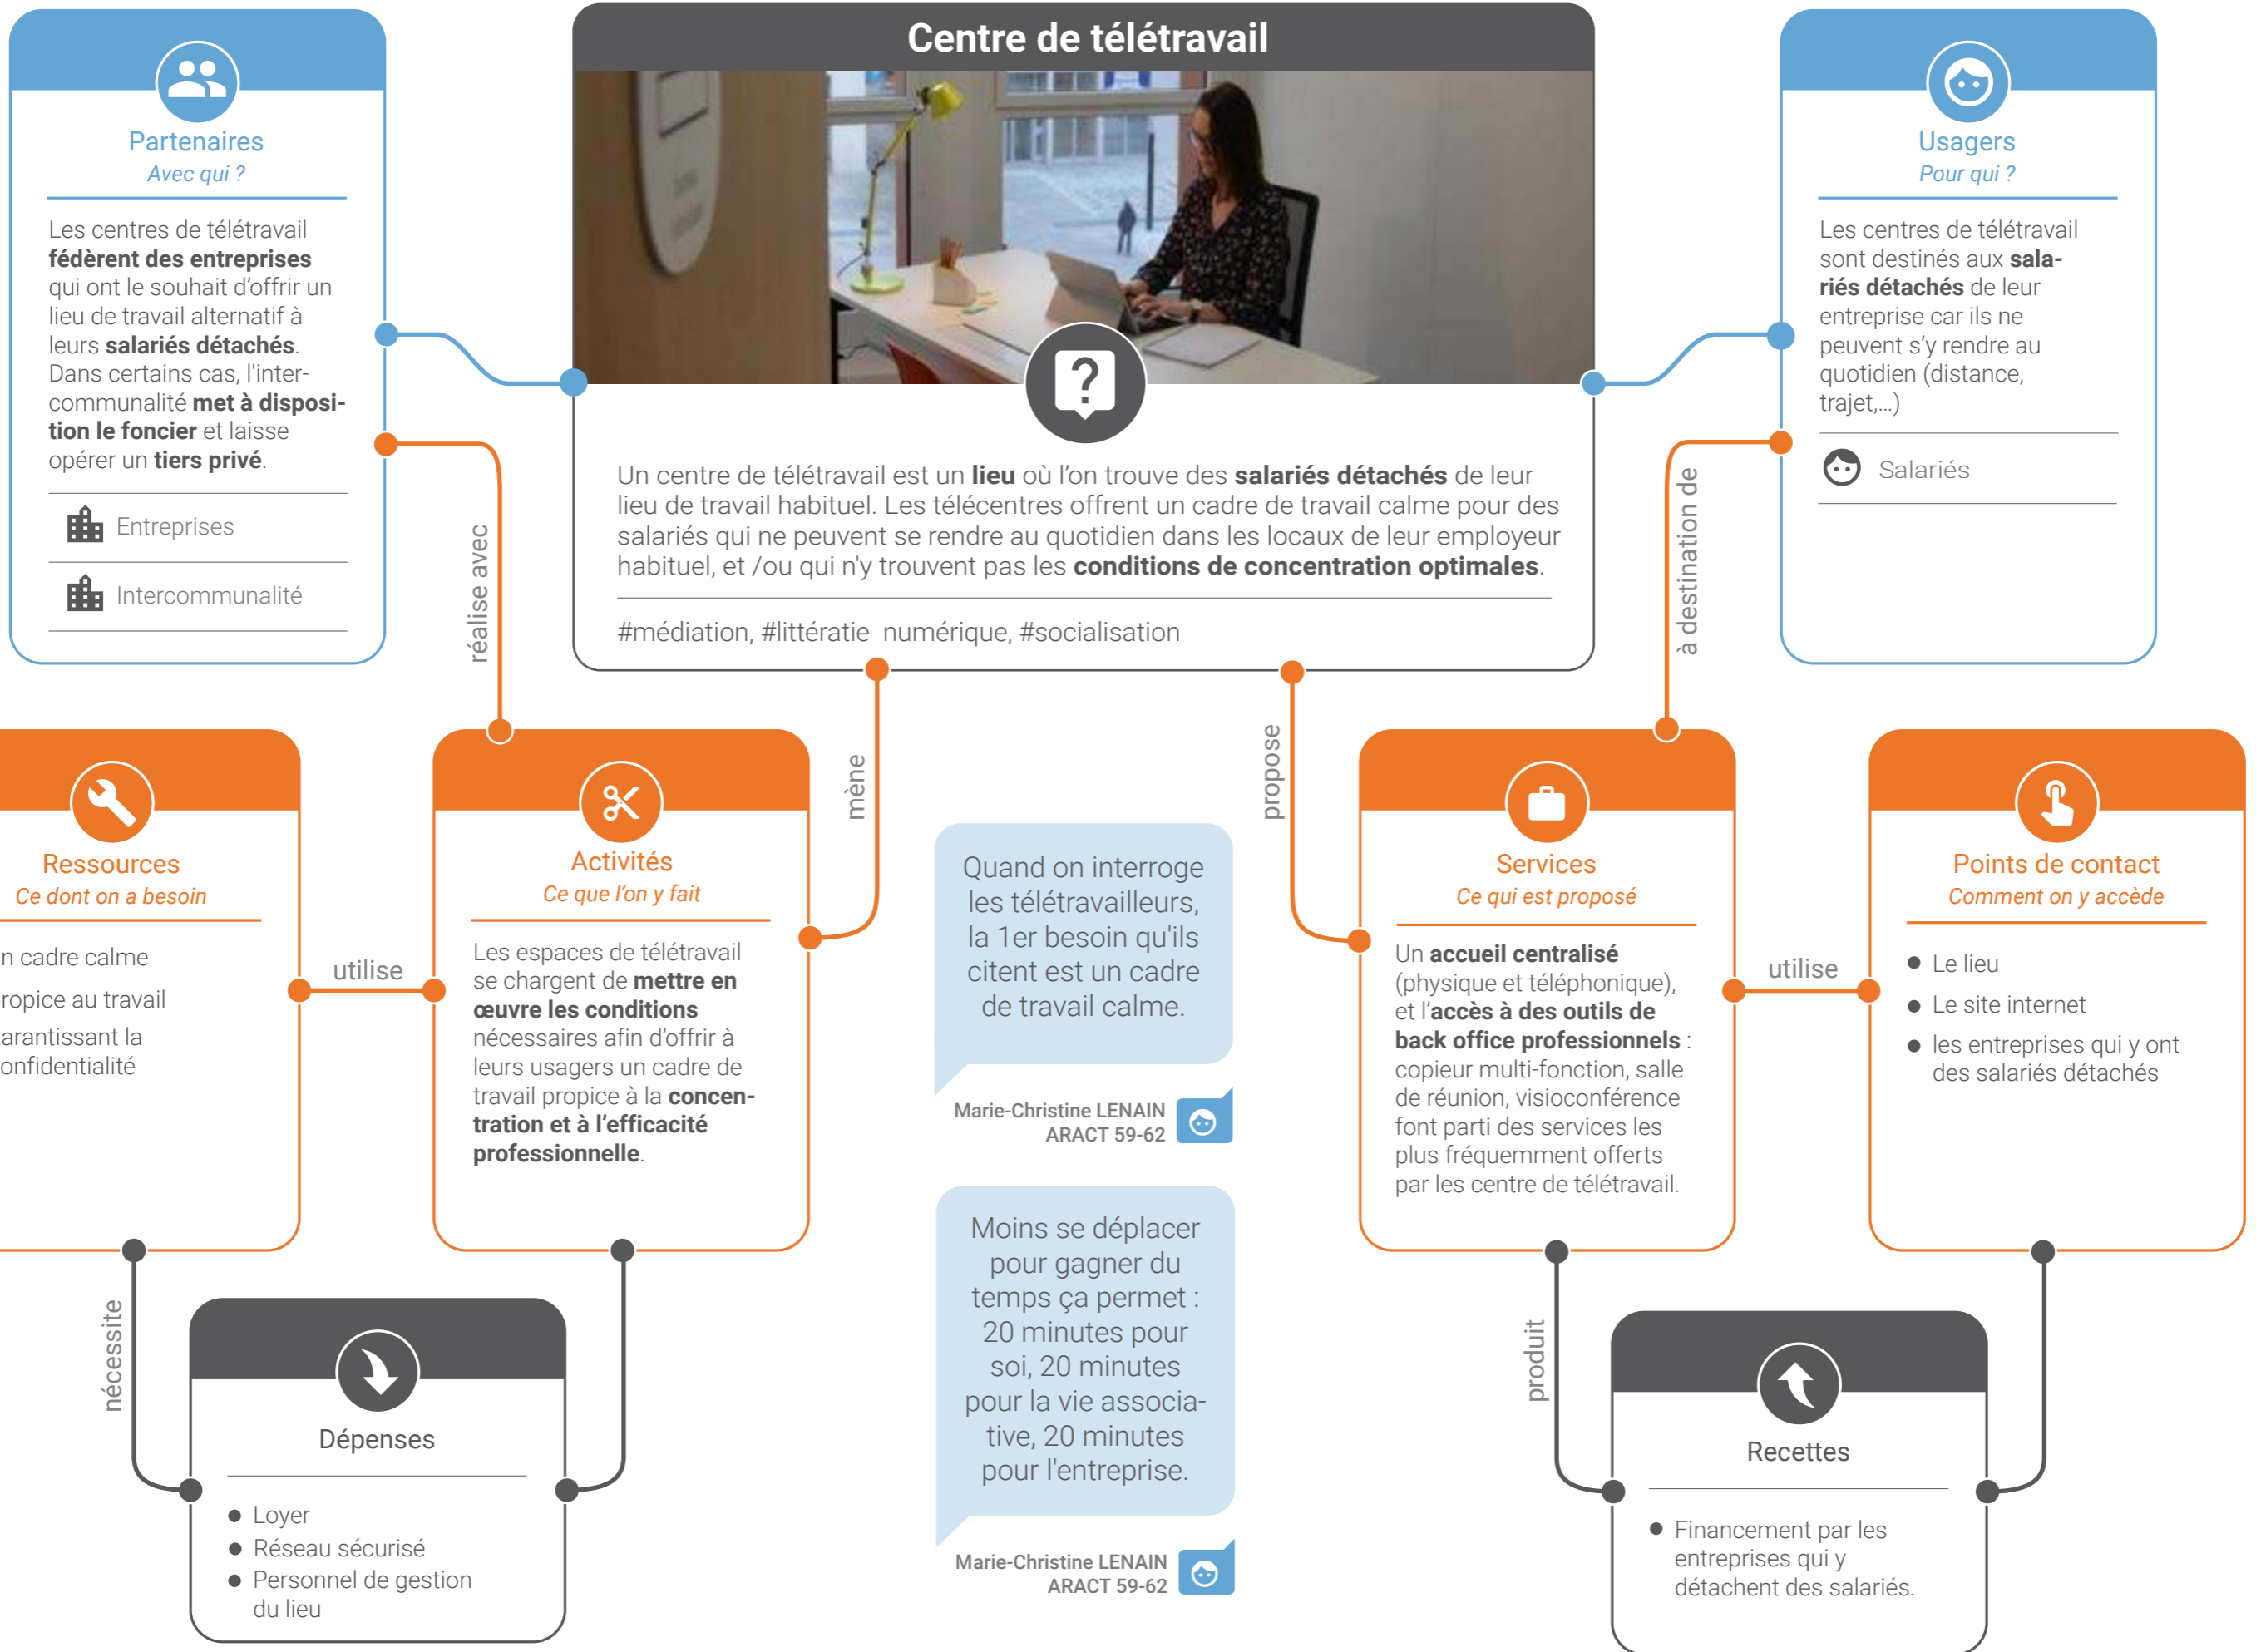 Centre de télétravail
Partenaires
Avec qui ?
Les centres de télétravail
fédèrent des entreprises
qui ont le souhait d'offrir un
lieu de travail alternatif à
leurs salariés détachés.
Dans certains cas, l'inter-
communalité met à disposi-
tion le foncier et laisse
opérer un tiers privé.
Entreprises
Intercommunalité
Un centre de télétravail est un lieu où l'on trouve des salariés détachés de leur
lieu de travail habituel. Les télécentres offrent un cadre de travail calme pour des
salariés qui ne peuvent se rendre au quotidien dans les locaux de leur employeur
habituel, et /ou qui n'y trouvent pas les conditions de concentration optimales.
#médiation, #littératie numérique, #socialisation
Usagers
Pour qui ?
Les centres de télétravail
sont destinés aux sala-
riés détachés de leur
entreprise car ils ne
peuvent s'y rendre au
quotidien (distance,
trajet,...)
Salariés
réalise avec
à destination de
mène
propose
Ressources
Ce dont on a besoin
n cadre calme
ropice au travail
arantissant la
onfidentialité
utilise
Activités
Ce que l'on y fait
Les espaces de télétravail
se chargent de mettre en
œuvre les conditions
nécessaires afin d'offrir à
leurs usagers un cadre de
travail propice à la concen-
tration et à l'efficacité
professionnelle.
Quand on interroge
les télétravailleurs,
la 1er besoin qu'ils
citent est un cadre
de travail calme.
Marie-Christine LENAIN
ARACT 59-62
Moins se déplacer
pour gagner du
temps ça permet :
20 minutes pour
soi, 20 minutes
pour la vie associa-
tive, 20 minutes
pour l'entreprise.
Marie-Christine LENAIN
ARACT 59-62
Services
Ce qui est proposé
Un accueil centralisé
(physique et téléphonique),
et l'accès à des outils de
back office professionnels :
copieur multi-fonction, salle
de réunion, visioconférence
font parti des services les
plus fréquemment offerts
par les centre de télétravail.
utilise
Points de contact
Comment on y accède
● Le lieu
● Le site internet
● les entreprises qui y ont
des salariés détachés
nécessite
Dépenses
● Loyer
● Réseau sécurisé
● Personnel de gestion
du lieu
produit
Recettes
● Financement par les
entreprises qui y
détachent des salariés.